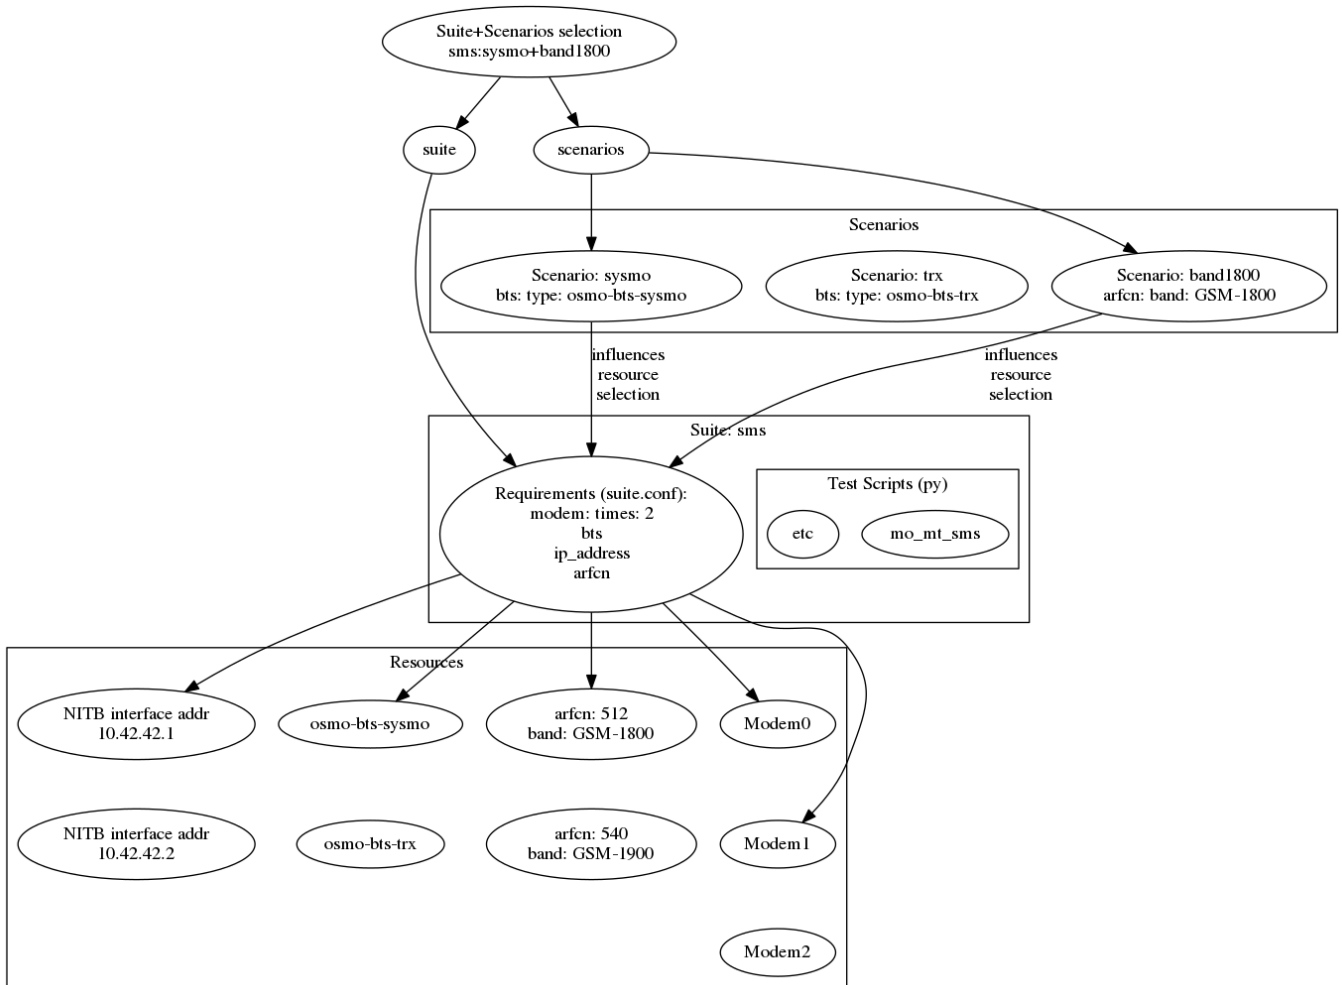 Suite+Scenarios selection
sms:sysmo+band1800
suite
scenarios
Scenarios
Scenario: sysmo
bts: type: osmo-bts-sysmo
Scenario: trx
bts: type: osmo-bts-trx
Scenario: band1800
arfcn: band: GSM-1800
influences
resource
selection
influences
resource
selection
Suite: sms
Requirements (suite.conf):
modem: times: 2
bts
ip_address
arfcn
Test Scripts (py)
etc
mo_mt_sms
Resources
NITB interface addr
10.42.42.1
osmo-bts-sysmo
arfcn: 512
band: GSM-1800
Modem0
NITB interface addr
10.42.42.2
osmo-bts-trx
arfcn: 540
band: GSM-1900
Modem1
Modem2